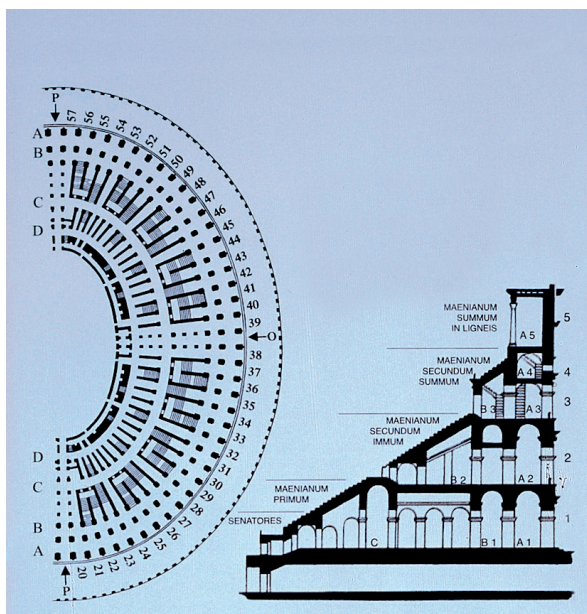 P
57
56
55
54
53
52
51
50
49
48
47
46
45
44
43
42
41
40
39
O
38
37
36
35
34
33
32
31
30
29
28
27
26
25
24
23
22
21
20
P
A
B
C
D
D
C
B
A
MAENIANUM
SUMMUM
IN LIGNEIS
MAENIANUM
SECUNDUM
SUMMUM
MAENIANUM
SECUNDUM
IMMUM
MAENIANUM
PRIMUM
SENATORES
A 5
5
A 4
4
B 3
A 3
3
B 2
A 2
2
C
B 1
A 1
1